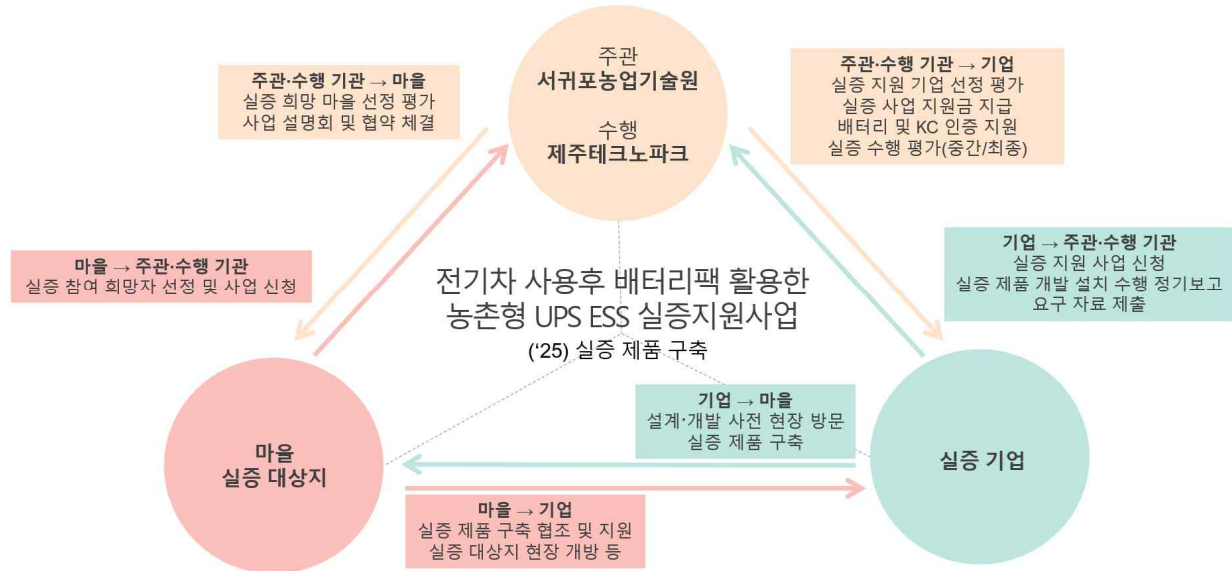 주관
서귀포농업기술원
수행
제주테크노파크
주관·수행 기관 → 마을
실증 희망 마을 선정 평가
사업 설명회 및 협약 체결
주관·수행 기관 → 기업
실증 지원 기업 선정 평가
실증 사업 지원금 지급
배터리 및 KC 인증 지원
실증 수행 평가(중간/최종)
마을 → 주관·수행 기관
실증 참여 희망자 선정 및 사업 신청
기업 → 주관·수행 기관
실증 지원 사업 신청
실증 제품 개발 설치 수행 정기보고
요구 자료 제출
전기차 사용후 배터리팩 활용한
농촌형 UPS ESS 실증지원사업
(‘25) 실증 제품 구축
마을
실증 대상지
기업 → 마을
설계·개발 사전 현장 방문
실증 제품 구축
실증 기업
마을 → 기업
실증 제품 구축 협조 및 지원
실증 대상지 현장 개방 등